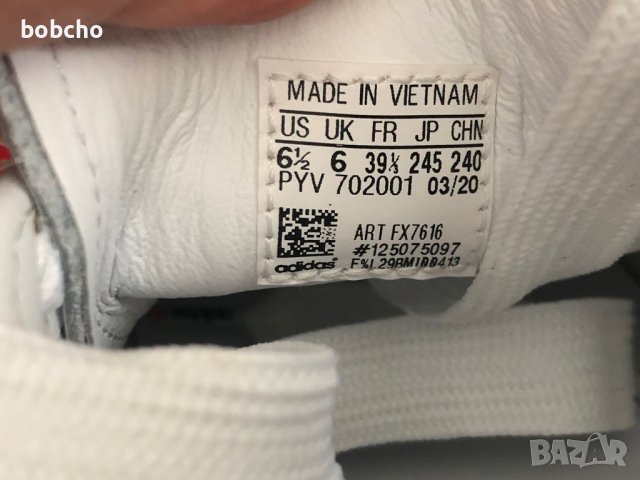 bobcho
MADE IN VIETNAM
US UK FR JP CHN
6½ 6 39⅓ 245 240
PYV 702001 03/20
ART FX7616
#125075097
adidas
BAZAR